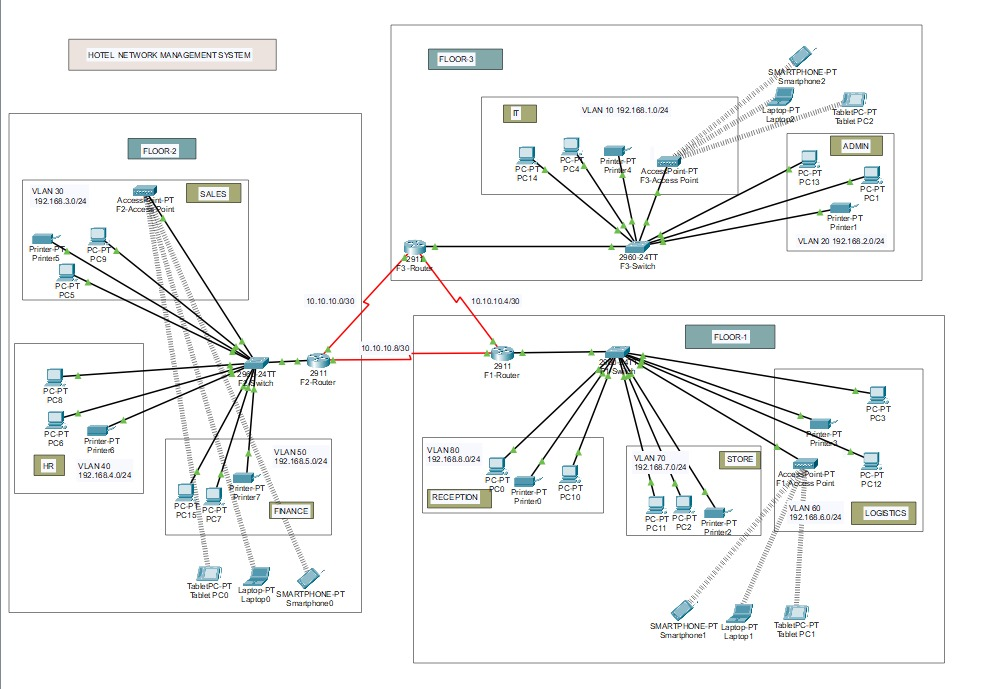 HOTEL NETWORK MANAGEMENT SYSTEM
FLOOR-3
IT
VLAN 10 192.168.1.0/24
PC-PT
PC14
PC-PT
PC4
Printer-PT
Printer4
AccessPoint-PT
F3-Access Point
SMARTPHONE-PT
Smartphone2
Laptop-PT
Laptop2
TabletPC-PT
Tablet PC2
ADMIN
PC-PT
PC13
PC-PT
PC1
Printer-PT
Printer1
VLAN 20 192.168.2.0/24
2911
F3 -Router
2960-24TT
F3-Switch
FLOOR-2
VLAN 30
192.168.3.0/24
AccessPoint-PT
F2-Access Point
SALES
Printer-PT
Printer5
PC-PT
PC9
PC-PT
PC5
10.10.10.0/30
10.10.10.4/30
10.10.10.8/30
2960-24TT
F2-Switch
2911
F2-Router
PC-PT
PC8
PC-PT
PC6
Printer-PT
Printer6
HR
VLAN 40
192.168.4.0/24
VLAN 50
192.168.5.0/24
PC-PT
PC15
PC-PT
PC7
Printer-PT
Printer7
FINANCE
TabletPC-PT
Tablet PC0
Laptop-PT
Laptop0
SMARTPHONE-PT
Smartphone0
FLOOR-1
2911
F1-Router
PC-PT
PC3
Printer-PT
Printer3
PC-PT
PC12
AccessPoint-PT
F1-Access Point
VLAN 60
192.168.6.0/24
LOGISTICS
VLAN 80
192.168.8.0/24
RECEPTION
PC-PT
PC0
Printer-PT
Printer0
PC-PT
PC10
VLAN 70
192.168.7.0/24
STORE
PC-PT
PC11
PC-PT
PC2
Printer-PT
Printer2
SMARTPHONE-PT
Smartphone1
Laptop-PT
Laptop1
TabletPC-PT
Tablet PC1